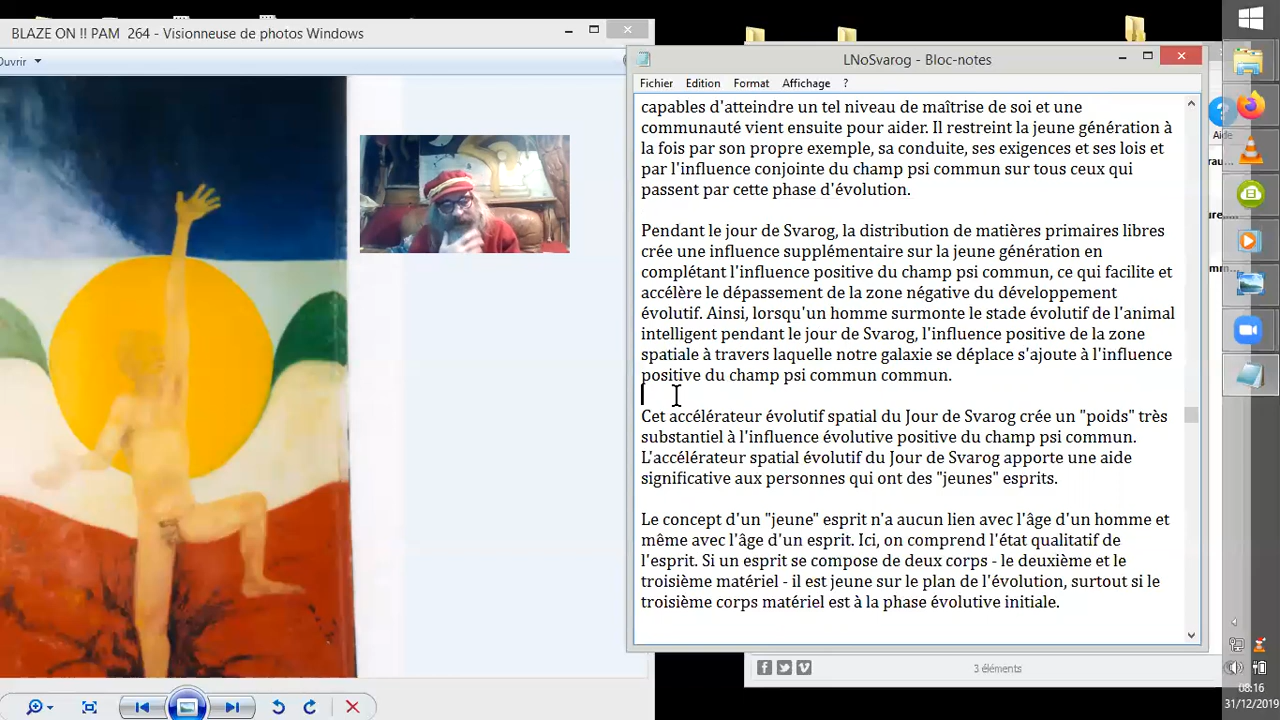 BLAZE ON !! PAM 264 - Visionneuse de photos Windows
Ouvrir
LNoSvarog - Bloc-notes
Fichier Edition Format Affichage ?
capables d'atteindre un tel niveau de maîtrise de soi et une
communauté vient ensuite pour aider. Il restreint la jeune génération à
la fois par son propre exemple, sa conduite, ses exigences et ses lois et
par l'influence conjointe du champ psi commun sur tous ceux qui
passent par cette phase d'évolution.
Pendant le jour de Svarog, la distribution de matières primaires libres
crée une influence supplémentaire sur la jeune génération en
complétant l'influence positive du champ psi commun, ce qui facilite et
accélère le dépassement de la zone négative du développement
évolutif. Ainsi, lorsqu'un homme surmonte le stade évolutif de l'animal
intelligent pendant le jour de Svarog, l'influence positive de la zone
spatiale à travers laquelle notre galaxie se déplace s'ajoute à l'influence
positive du champ psi commun commun.
Cet accélérateur évolutif spatial du Jour de Svarog crée un "poids" très
substantiel à l'influence évolutive positive du champ psi commun.
L'accélérateur spatial évolutif du Jour de Svarog apporte une aide
significative aux personnes qui ont des "jeunes" esprits.
Le concept d'un "jeune" esprit n'a aucun lien avec l'âge d'un homme et
même avec l'âge d'un esprit. Ici, on comprend l'état qualitatif de
l'esprit. Si un esprit se compose de deux corps - le deuxième et le
troisième matériel - il est jeune sur le plan de l'évolution, surtout si le
troisième corps matériel est à la phase évolutive initiale.
3 éléments
Aide
08:16
31/12/2019